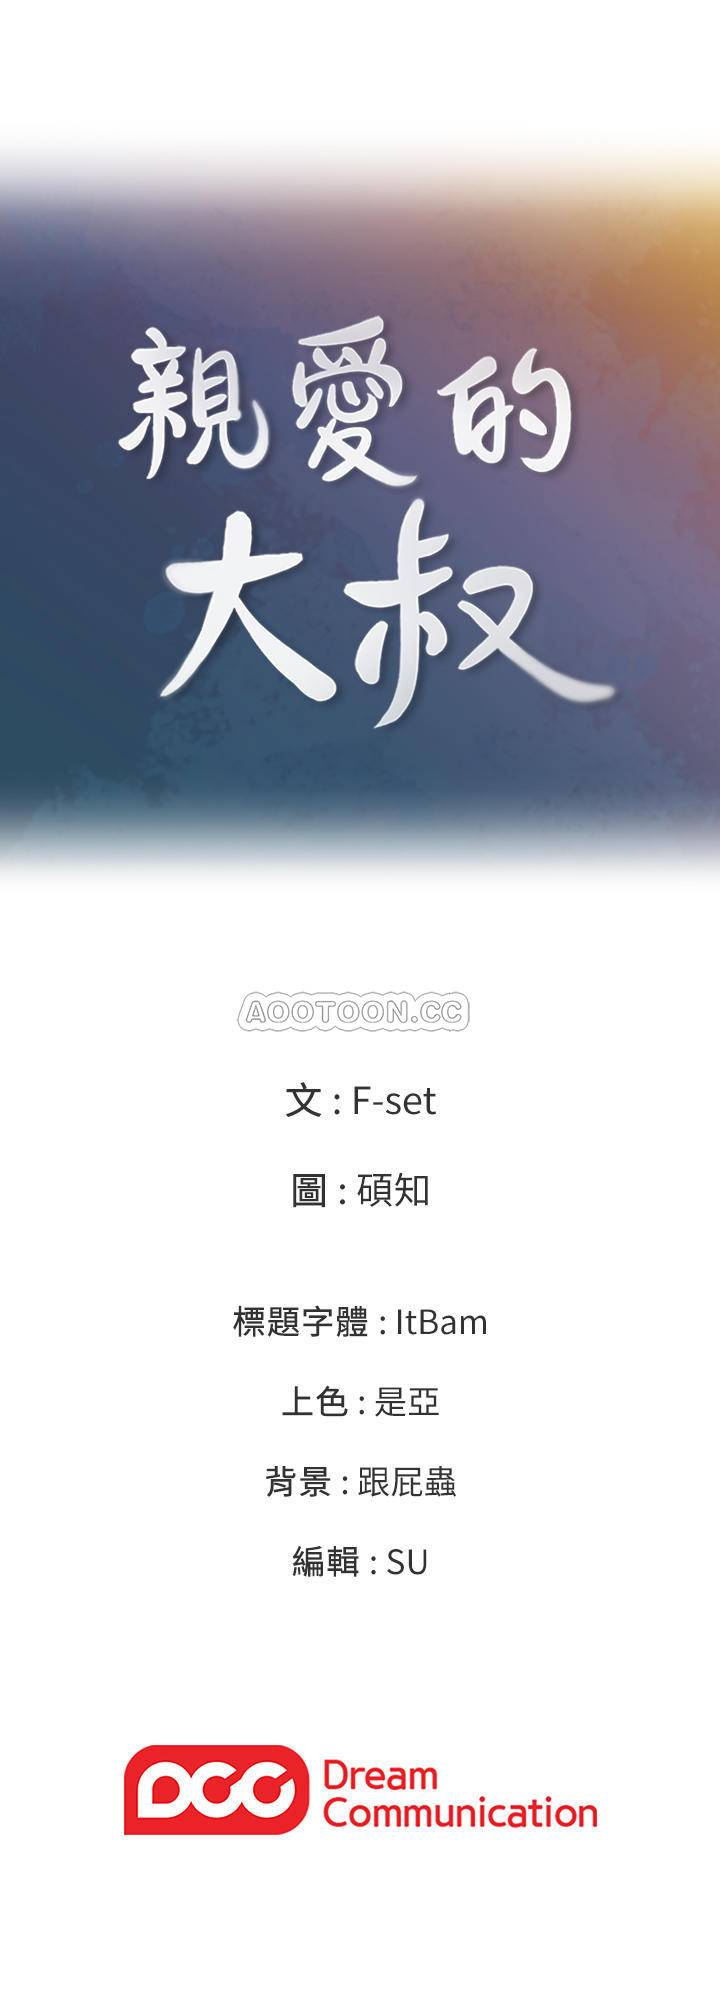 親愛的
大叔
AOOTOON.CC
文 : F-set
圖 : 碩知
標題字體 : ItBam
上色 : 是亞
背景 : 跟屁蟲
編輯 : SU
DCC Dream
Communication